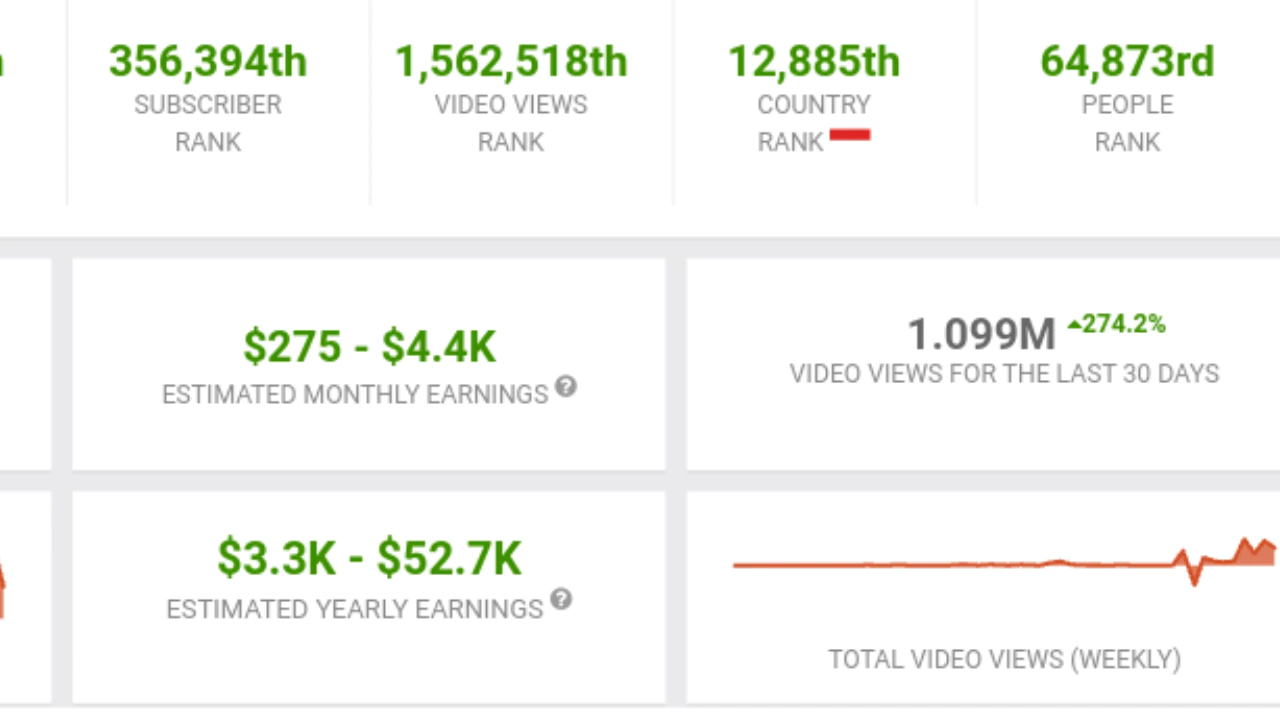 356,394th
SUBSCRIBER
RANK
1,562,518th
VIDEO VIEWS
RANK
12,885th
COUNTRY
RANK
64,873rd
PEOPLE
RANK
$275 - $4.4K
ESTIMATED MONTHLY EARNINGS ?
1.099M 274.2%
VIDEO VIEWS FOR THE LAST 30 DAYS
$3.3K - $52.7K
ESTIMATED YEARLY EARNINGS ?
TOTAL VIDEO VIEWS (WEEKLY)